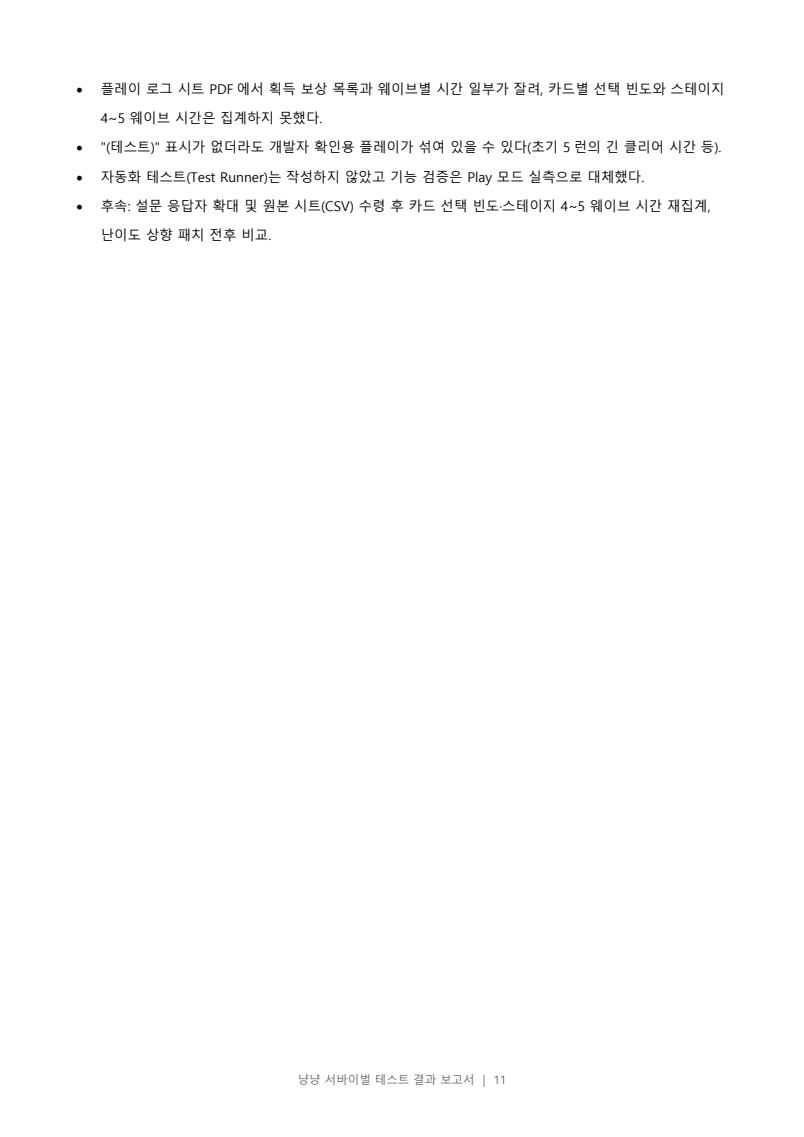 • 플레이 로그 시트 PDF 에서 획득 보상 목록과 웨이브별 시간 일부가 잘려, 카드별 선택 빈도와 스테이지
4~5 웨이브 시간은 집계하지 못했다.
• "(테스트)" 표시가 없더라도 개발자 확인용 플레이가 섞여 있을 수 있다(초기 5 런의 긴 클리어 시간 등).
• 자동화 테스트(Test Runner)는 작성하지 않았고 기능 검증은 Play 모드 실측으로 대체했다.
• 후속: 설문 응답자 확대 및 원본 시트(CSV) 수령 후 카드 선택 빈도·스테이지 4~5 웨이브 시간 재집계,
난이도 상향 패치 전후 비교.
냥냥 서바이벌 테스트 결과 보고서 | 11